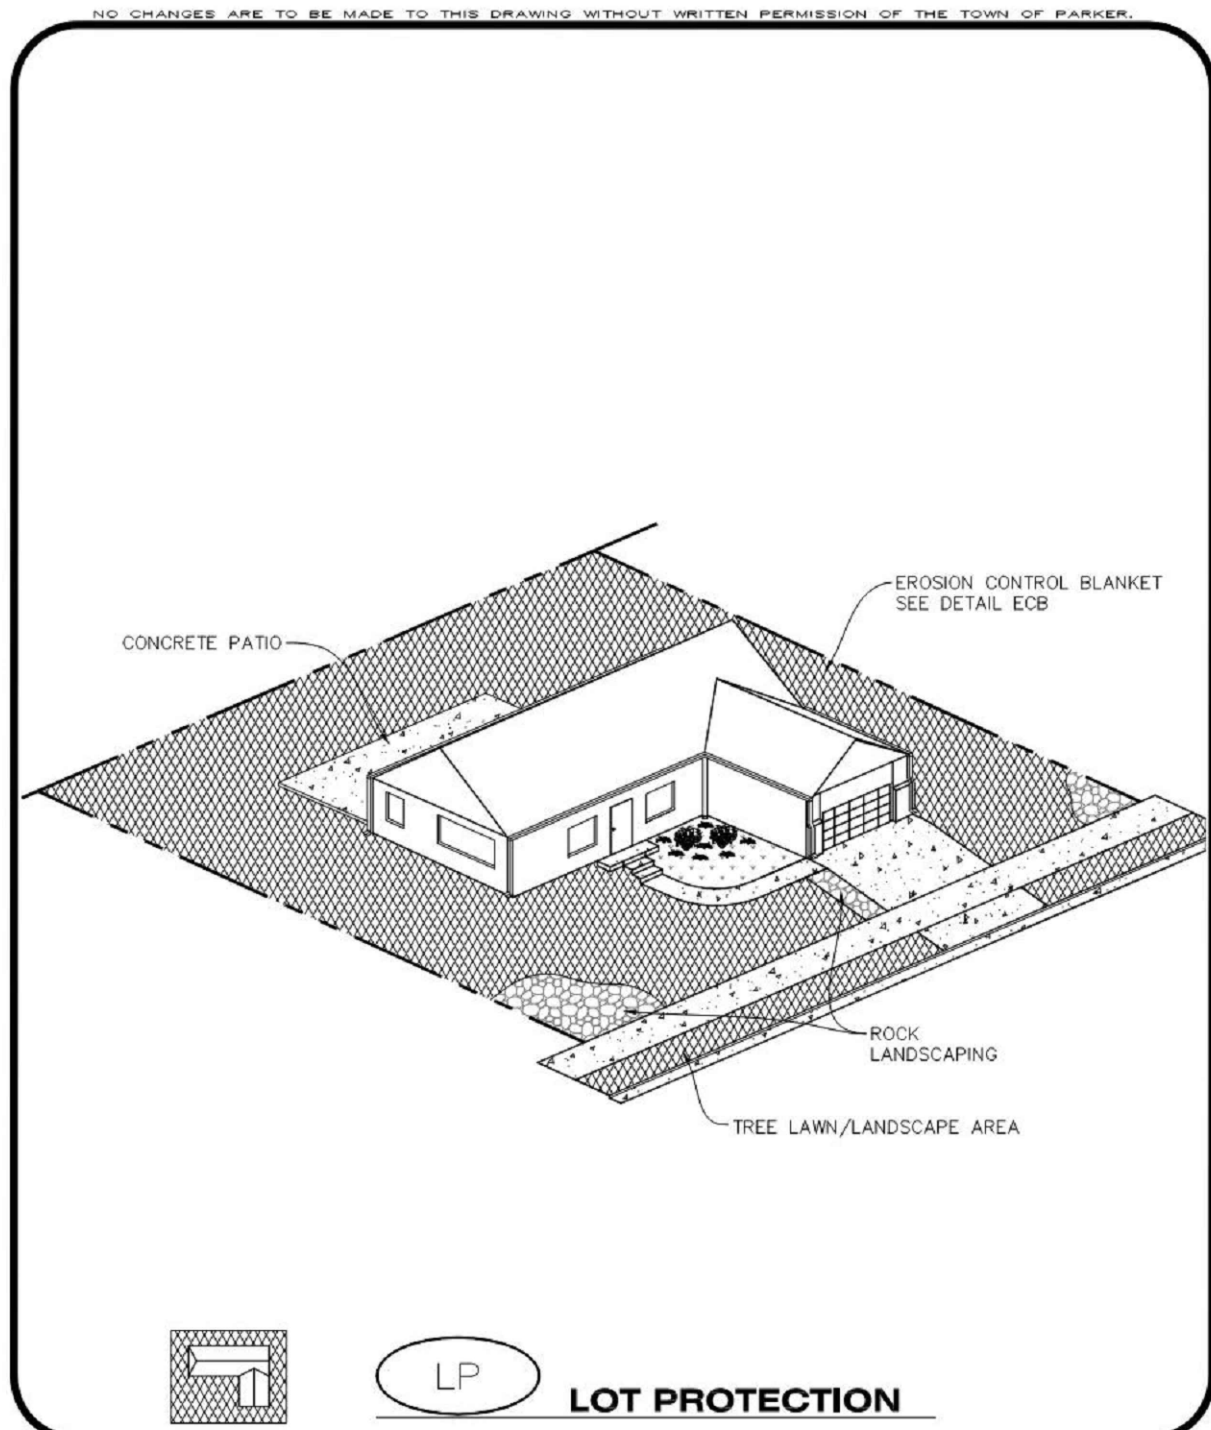 NO CHANGES ARE TO BE MADE TO THIS DRAWING WITHOUT WRITTEN PERMISSION OF THE TOWN OF PARKER.
EROSION CONTROL BLANKET
SEE DETAIL ECB
CONCRETE PATIO
ROCK
LANDSCAPING
TREE LAWN/LANDSCAPE AREA
LP
LOT PROTECTION